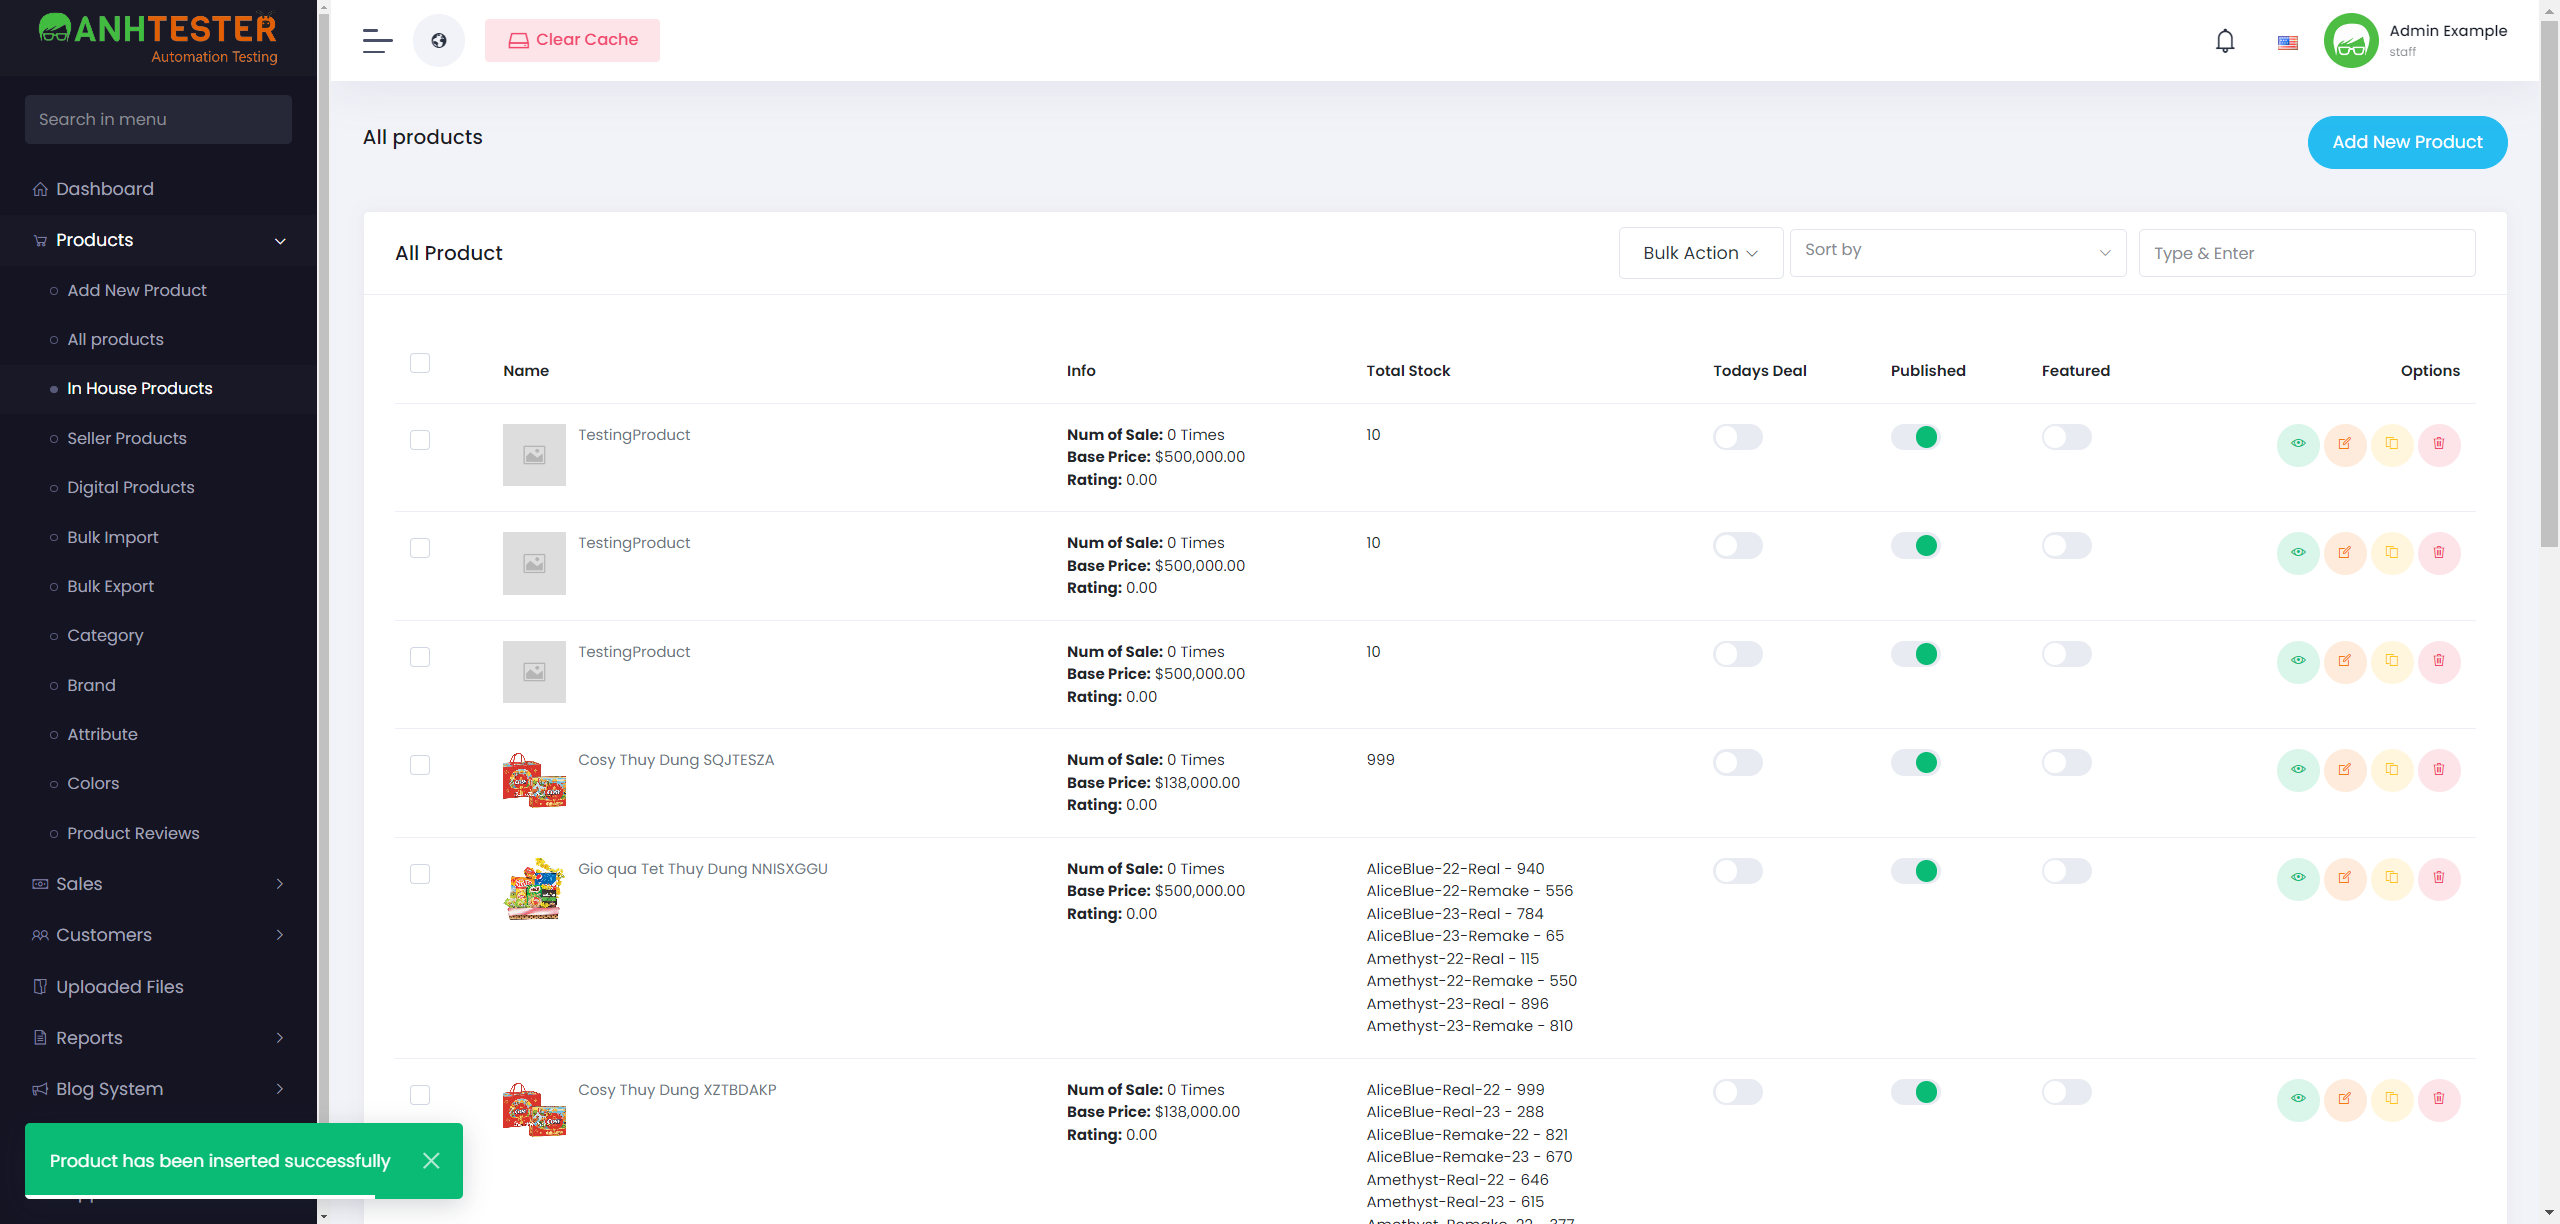 ANHTESTER
Automation Testing
Search in menu
Dashboard
Products
Add New Product
All products
In House Products
Seller Products
Digital Products
Bulk Import
Bulk Export
Category
Brand
Attribute
Colors
Product Reviews
Sales
Customers
Uploaded Files
Reports
Blog System
Product has been inserted successfully
Clear Cache
Admin Example
staff
All products
Add New Product
All Product
Bulk Action
Sort by
Type & Enter
Name Info Total Stock Todays Deal Published Featured Options
TestingProduct
Num of Sale: 0 Times
Base Price: $500,000.00
Rating: 0.00
10
TestingProduct
Num of Sale: 0 Times
Base Price: $500,000.00
Rating: 0.00
10
TestingProduct
Num of Sale: 0 Times
Base Price: $500,000.00
Rating: 0.00
10
Cosy Thuy Dung SQJTESZA
Num of Sale: 0 Times
Base Price: $138,000.00
Rating: 0.00
999
Gio qua Tet Thuy Dung NNISXGGU
Num of Sale: 0 Times
Base Price: $500,000.00
Rating: 0.00
AliceBlue-22-Real - 940
AliceBlue-22-Remake - 556
AliceBlue-23-Real - 784
AliceBlue-23-Remake - 65
Amethyst-22-Real - 115
Amethyst-22-Remake - 550
Amethyst-23-Real - 896
Amethyst-23-Remake - 810
Cosy Thuy Dung XZTBDAKP
Num of Sale: 0 Times
Base Price: $138,000.00
Rating: 0.00
AliceBlue-Real-22 - 999
AliceBlue-Real-23 - 288
AliceBlue-Remake-22 - 821
AliceBlue-Remake-23 - 670
Amethyst-Real-22 - 646
Amethyst-Real-23 - 615
Amethyst-Remake-22 - 377